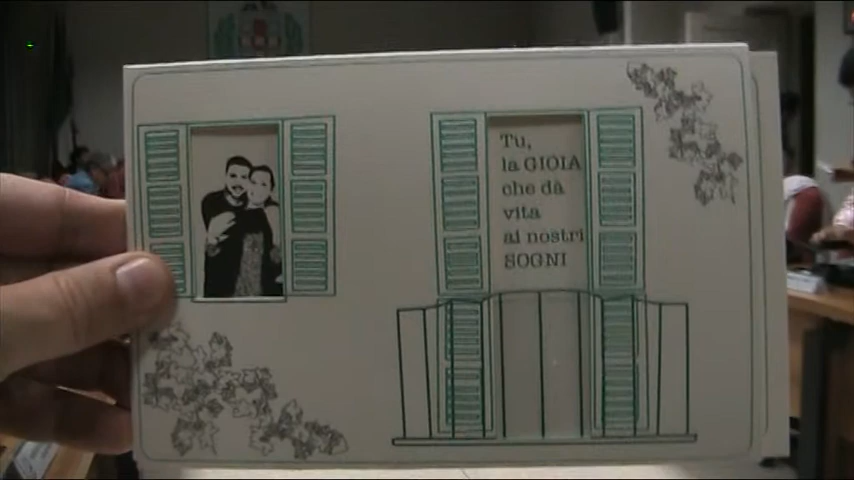 Tu,
la GIOIA
che dà
vita
ai nostri
SOGNI